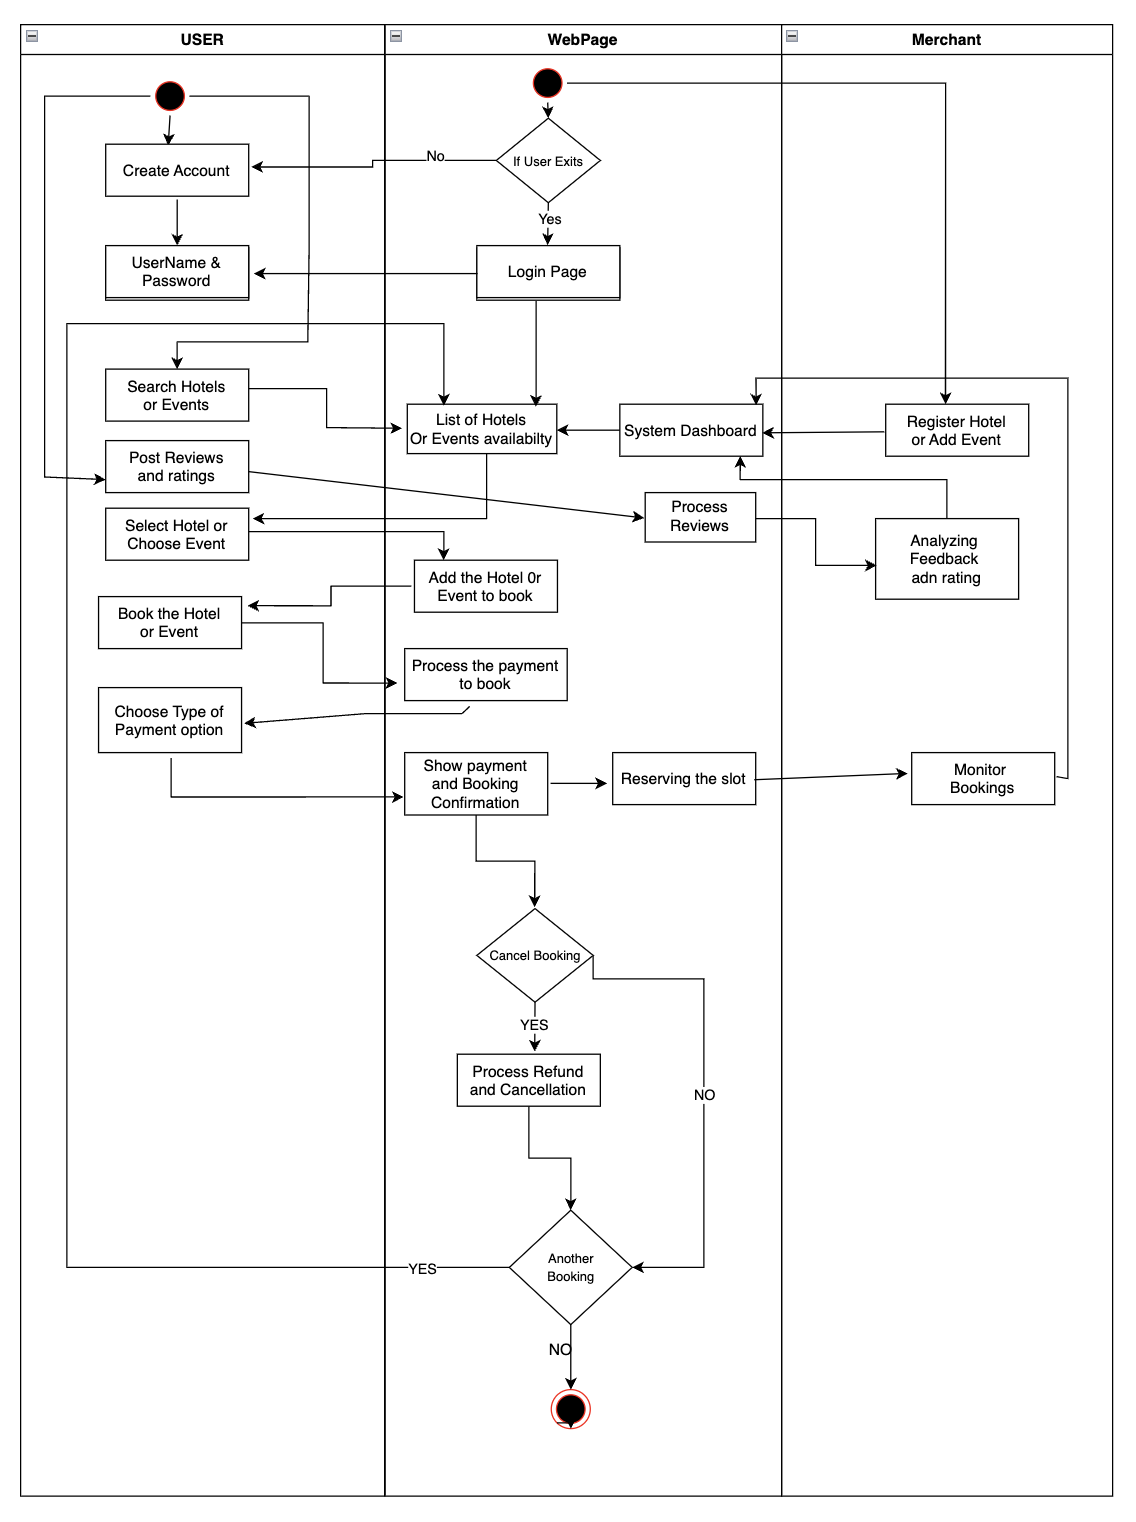 USER
WebPage
Merchant
If User Exits
No
Create Account
Yes
UserName &
Password
Login Page
Search Hotels
or Events
List of Hotels
Or Events availabilty
System Dashboard
Register Hotel
or Add Event
Post Reviews
and ratings
Process
Reviews
Select Hotel or
Choose Event
Analyzing
Feedback
adn rating
Add the Hotel 0r
Event to book
Book the Hotel
or Event
Process the payment
to book
Choose Type of
Payment option
Show payment
and Booking
Confirmation
Reserving the slot
Monitor
Bookings
Cancel Booking
YES
Process Refund
and Cancellation
NO
Another
Booking
YES
NO